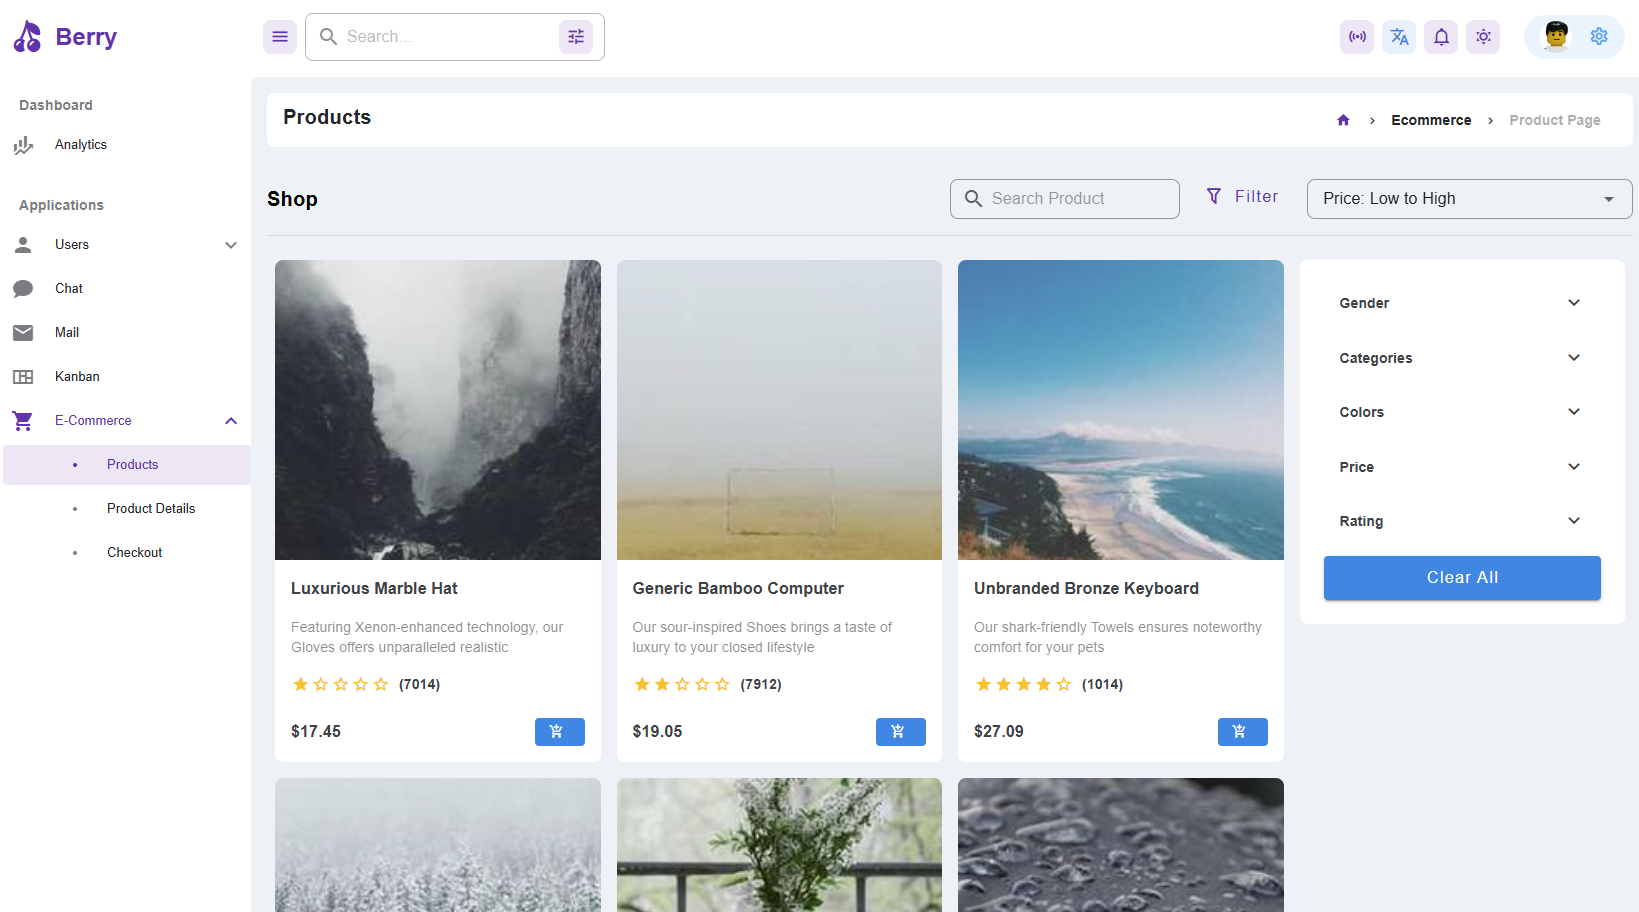 Berry
Search...
Dashboard
Analytics
Applications
Users
Chat
Mail
Kanban
E-Commerce
Products
Product Details
Checkout
Products
Ecommerce
Product Page
Shop
Search Product
Filter
Price: Low to High
Luxurious Marble Hat
Featuring Xenon-enhanced technology, our
Gloves offers unparalleled realistic
(7014)
$17.45
Generic Bamboo Computer
Our sour-inspired Shoes brings a taste of
luxury to your closed lifestyle
(7912)
$19.05
Unbranded Bronze Keyboard
Our shark-friendly Towels ensures noteworthy
comfort for your pets
(1014)
$27.09
Gender
Categories
Colors
Price
Rating
Clear All